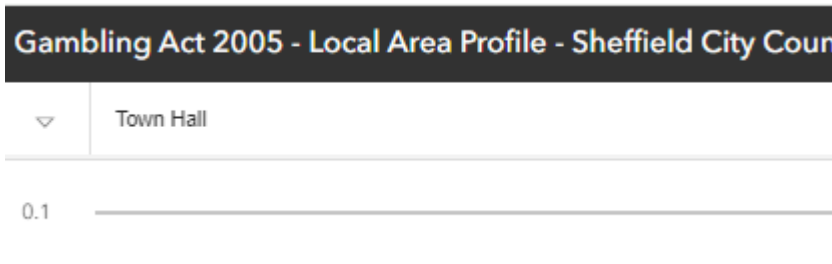 Gambling Act 2005 - Local Area Profile - Sheffield City Coun
Town Hall
0.1